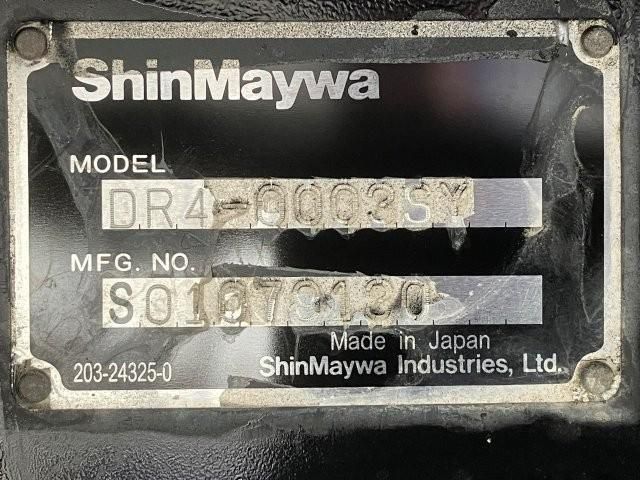 ShinMaywa
MODEL
DR4-0003SY
MFG. NO.
S01079130
Made in Japan
203-24325-0
ShinMaywa Industries, Ltd.